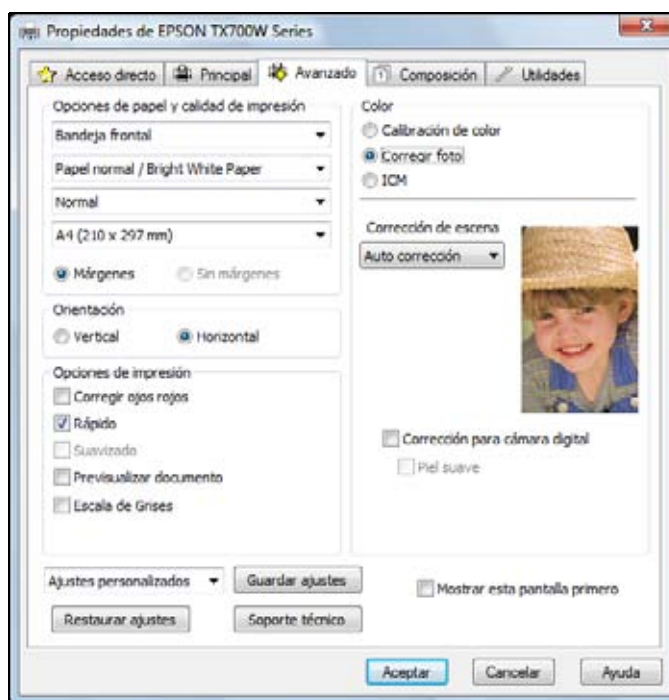 Propiedades de EPSON TX700W Series
Acceso directo Principal Avanzado Composición Utilidades
Opciones de papel y calidad de impresión
Bandeja frontal
Papel normal / Bright White Paper
Normal
A4 (210 x 297 mm)
Márgenes Sin márgenes
Orientación
Vertical Horizontal
Opciones de impresión
Corregir ojos rojos
Rápido
Suavizado
Previsualizar documento
Escala de Grises
Color
Calibración de color
Corregir foto
ICM
Corrección de escena
Auto corrección
Corrección para cámara digital
Piel suave
Ajustes personalizados Guardar ajustes
Mostrar esta pantalla primero
Restaurar ajustes Soporte técnico
Aceptar Cancelar Ayuda